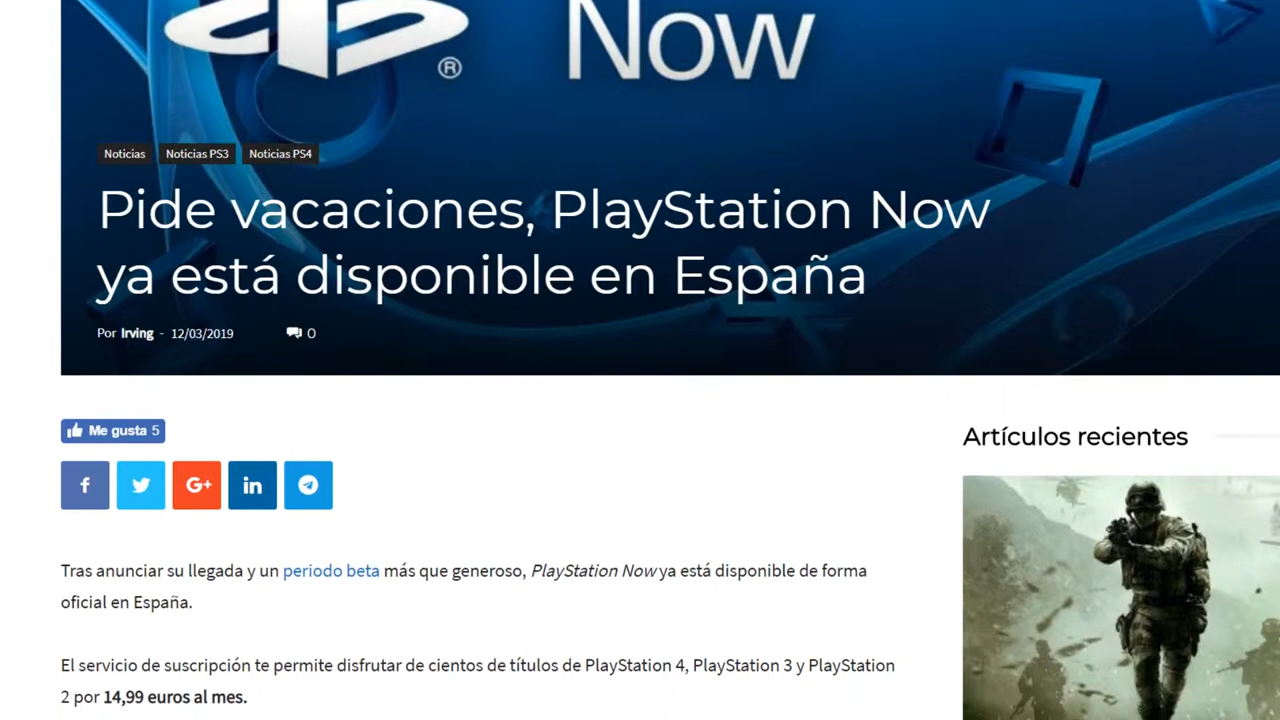 Now
®
Noticias Noticias PS3 Noticias PS4
Pide vacaciones, PlayStation Now
ya está disponible en España
Por Irving - 12/03/2019 0
Me gusta 5
f G+ in
Artículos recientes
Tras anunciar su llegada y un periodo beta más que generoso, PlayStation Now ya está disponible de forma
oficial en España.
El servicio de suscripción te permite disfrutar de cientos de títulos de PlayStation 4, PlayStation 3 y PlayStation
2 por 14,99 euros al mes.